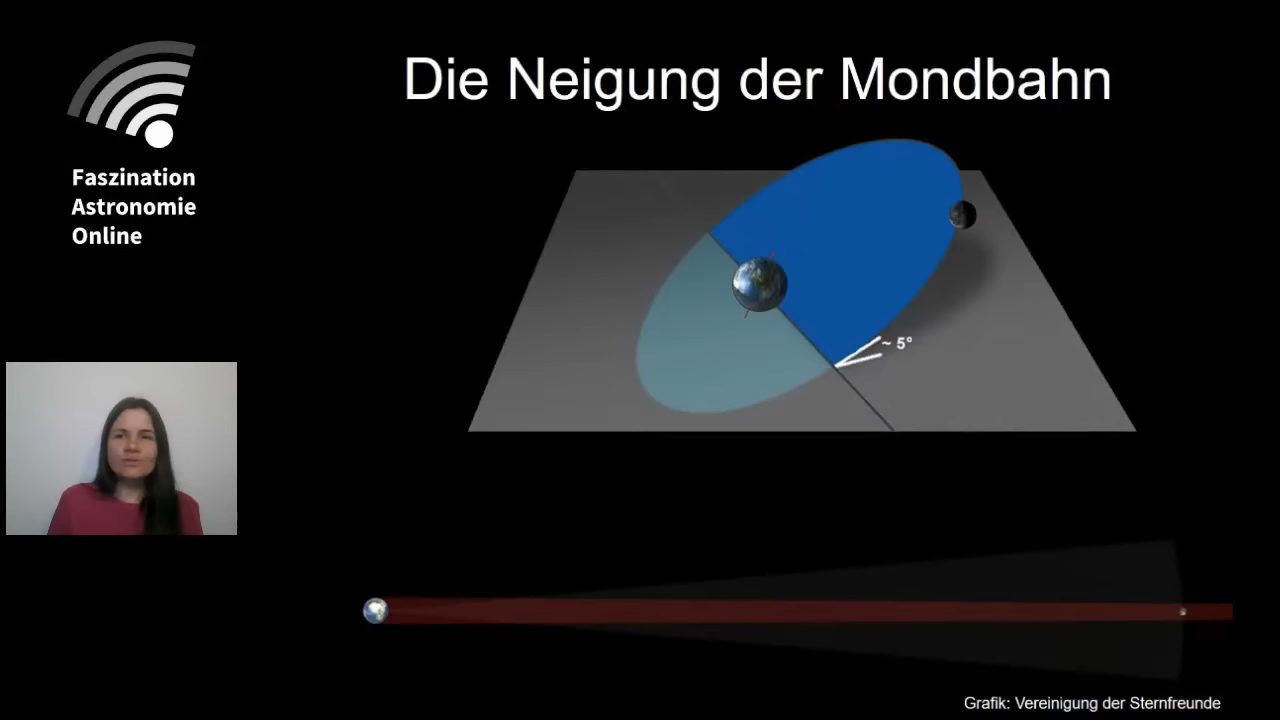 Die Neigung der Mondbahn
Faszination
Astronomie
Online
~ 5°
Grafik: Vereinigung der Sternfreunde